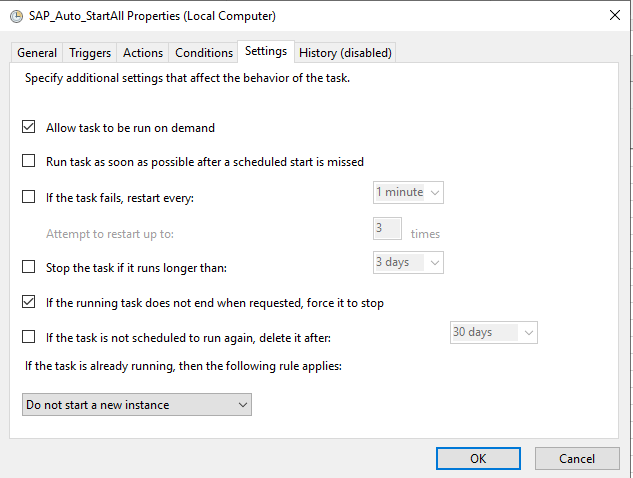 SAP_Auto_StartAll Properties (Local Computer)
General Triggers Actions Conditions Settings History (disabled)
Specify additional settings that affect the behavior of the task.
Allow task to be run on demand
Run task as soon as possible after a scheduled start is missed
If the task fails, restart every: 1 minute
Attempt to restart up to: 3 times
Stop the task if it runs longer than: 3 days
If the running task does not end when requested, force it to stop
If the task is not scheduled to run again, delete it after: 30 days
If the task is already running, then the following rule applies:
Do not start a new instance
OK Cancel